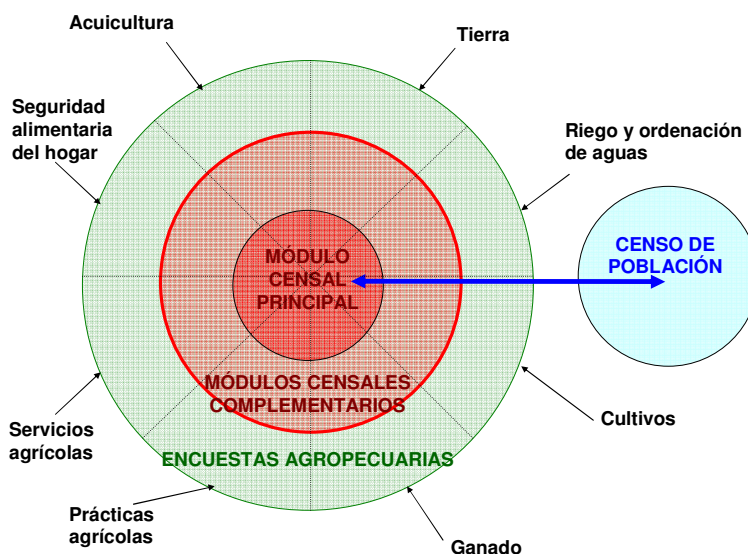 Acuicultura
Tierra
Seguridad
alimentaria
del hogar
Riego y ordenación
de aguas
MÓDULO
CENSAL
PRINCIPAL
CENSO DE
POBLACIÓN
MÓDULOS CENSALES
COMPLEMENTARIOS
Cultivos
Servicios
agrícolas
ENCUESTAS AGROPECUARIAS
Prácticas
agrícolas
Ganado